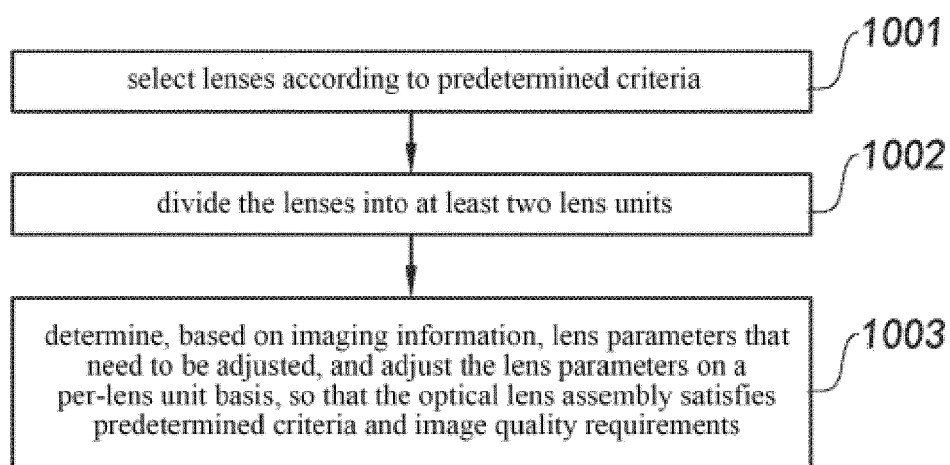 1001
select lenses according to predetermined criteria
1002
divide the lenses into at least two lens units
1003
determine, based on imaging information, lens parameters that
need to be adjusted, and adjust the lens parameters on a
per-lens unit basis, so that the optical lens assembly satisfies
predetermined criteria and image quality requirements